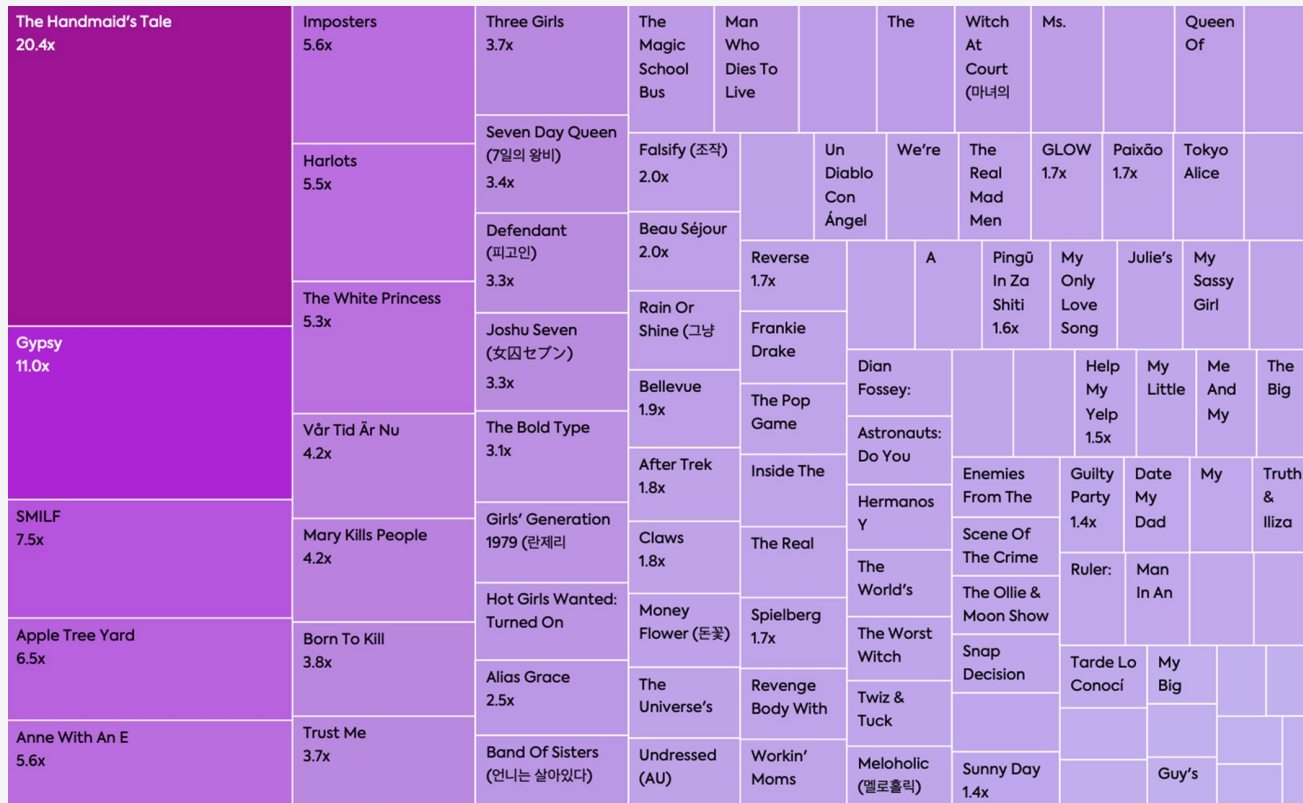 The Handmaid's Tale
20.4x
Gypsy
11.0x
SMILF
7.5x
Apple Tree Yard
6.5x
Anne With An E
5.6x
Imposters
5.6x
Harlots
5.5x
The White Princess
5.3x
Vår Tid Är Nu
4.2x
Mary Kills People
4.2x
Born To Kill
3.8x
Trust Me
3.7x
Three Girls
3.7x
Seven Day Queen
(7일의 왕비)
3.4x
Defendant
(피고인)
3.3x
Joshu Seven
(女囚セブン)
3.3x
The Bold Type
3.1x
Girls' Generation
1979 (란제리
Hot Girls Wanted:
Turned On
Alias Grace
2.5x
Band Of Sisters
(언니는 살아있다)
The
Magic
School
Bus
Man
Who
Dies To
Live
The
Witch
At
Court
(마녀의
Ms.
Queen
Of
Falsify (조작)
2.0x
Beau Séjour
2.0x
Rain Or
Shine (그냥
Bellevue
1.9x
After Trek
1.8x
Claws
1.8x
Money
Flower (돈꽃)
The
Universe's
Undressed
(AU)
Un
Diablo
Con
Ángel
We're
The
Real
Mad
Men
GLOW
1.7x
Paixão
1.7x
Tokyo
Alice
Reverse
1.7x
Frankie
Drake
The Pop
Game
Inside The
The Real
Spielberg
1.7x
Revenge
Body With
Workin'
Moms
A
Pingū
In Za
Shiti
1.6x
My
Only
Love
Song
Julie's
My
Sassy
Girl
Dian
Fossey:
Astronauts:
Do You
Hermanos
Y
The
World's
The Worst
Witch
Twiz &
Tuck
Meloholic
(멜로홀릭)
Help
My
Yelp
1.5x
My
Little
Me
And
My
The
Big
Enemies
From The
Scene Of
The Crime
The Ollie &
Moon Show
Snap
Decision
Sunny Day
1.4x
Guilty
Party
1.4x
Date
My
Dad
My
Truth
&
Iliza
Ruler:
Man
In An
Tarde Lo
Conocí
My
Big
Guy's